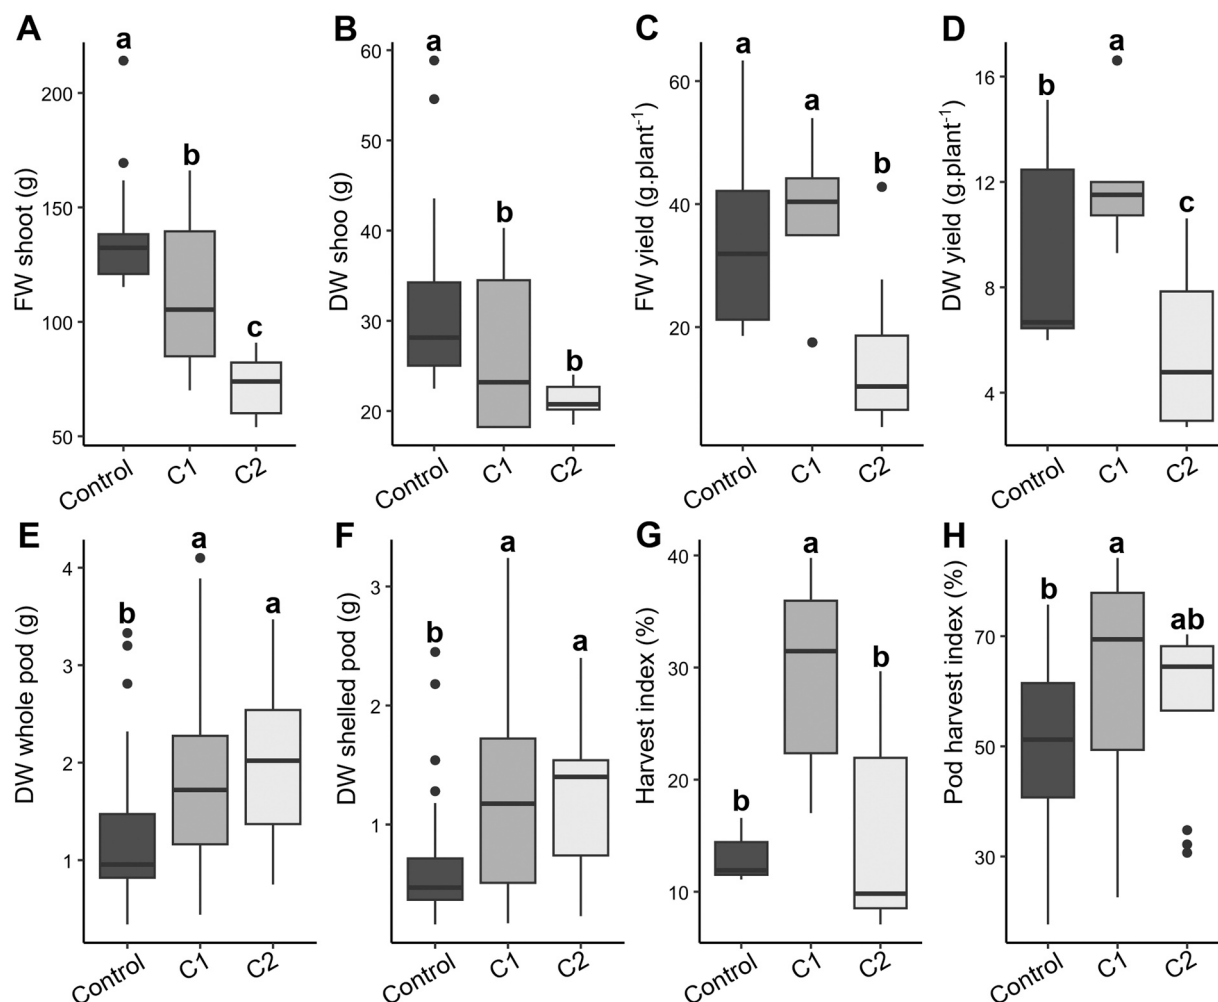 A
FW shoot (g)
200
150
100
50
a
b
c
Control
C1
C2
B
DW shoo (g)
60
50
40
30
20
a
b
b
Control
C1
C2
C
FW yield (g.plant⁻¹)
60
40
20
a
a
b
Control
C1
C2
D
DW yield (g.plant⁻¹)
16
12
8
4
b
a
c
Control
C1
C2
E
DW whole pod (g)
4
3
2
1
b
a
a
Control
C1
C2
F
DW shelled pod (g)
3
2
1
b
a
a
Control
C1
C2
G
Harvest index (%)
40
30
20
10
b
a
b
Control
C1
C2
H
Pod harvest index (%)
70
50
30
b
a
ab
Control
C1
C2